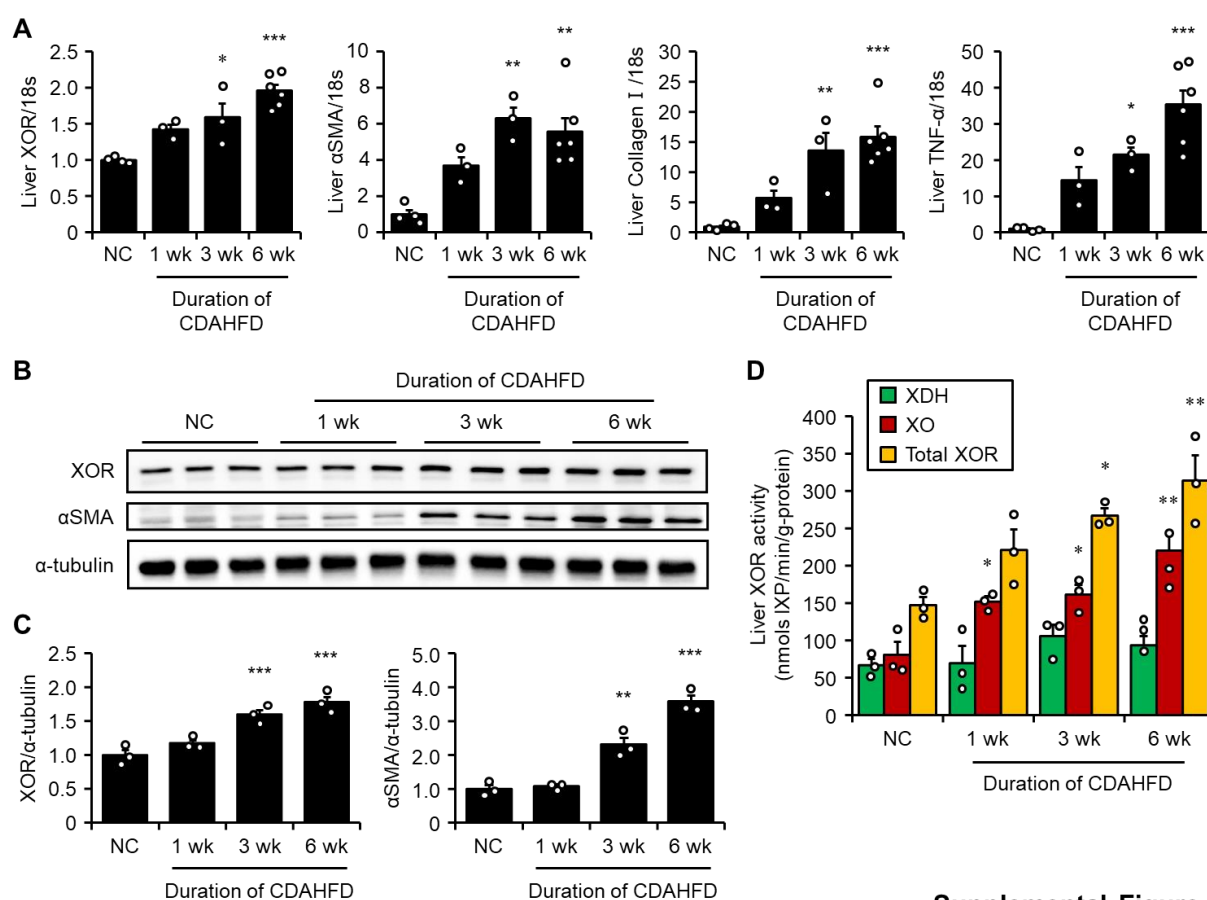 A
Liver XOR/18s
2.5
2.0
1.5
1.0
0.5
0
*
***
NC 1 wk 3 wk 6 wk
Duration of
CDAHFD
Liver αSMA/18s
10
8
6
4
2
0
**
**
NC 1 wk 3 wk 6 wk
Duration of
CDAHFD
Liver Collagen I /18s
30
25
20
15
10
5
0
**
***
NC 1 wk 3 wk 6 wk
Duration of
CDAHFD
Liver TNF-α/18s
50
40
30
20
10
0
*
***
NC 1 wk 3 wk 6 wk
Duration of
CDAHFD
B
Duration of CDAHFD
NC 1 wk 3 wk 6 wk
XOR
αSMA
α-tubulin
C
XOR/α-tubulin
2.5
2.0
1.5
1.0
0.5
0
***
***
NC 1 wk 3 wk 6 wk
Duration of CDAHFD
αSMA/α-tubulin
5.0
4.0
3.0
2.0
1.0
0
**
***
NC 1 wk 3 wk 6 wk
Duration of CDAHFD
D
XDH
XO
Total XOR
Liver XOR activity
(nmols IXP/min/g-protein)
400
350
300
250
200
150
100
50
0
*
*
*
**
**
NC 1 wk 3 wk 6 wk
Duration of CDAHFD
Supplemental Figure